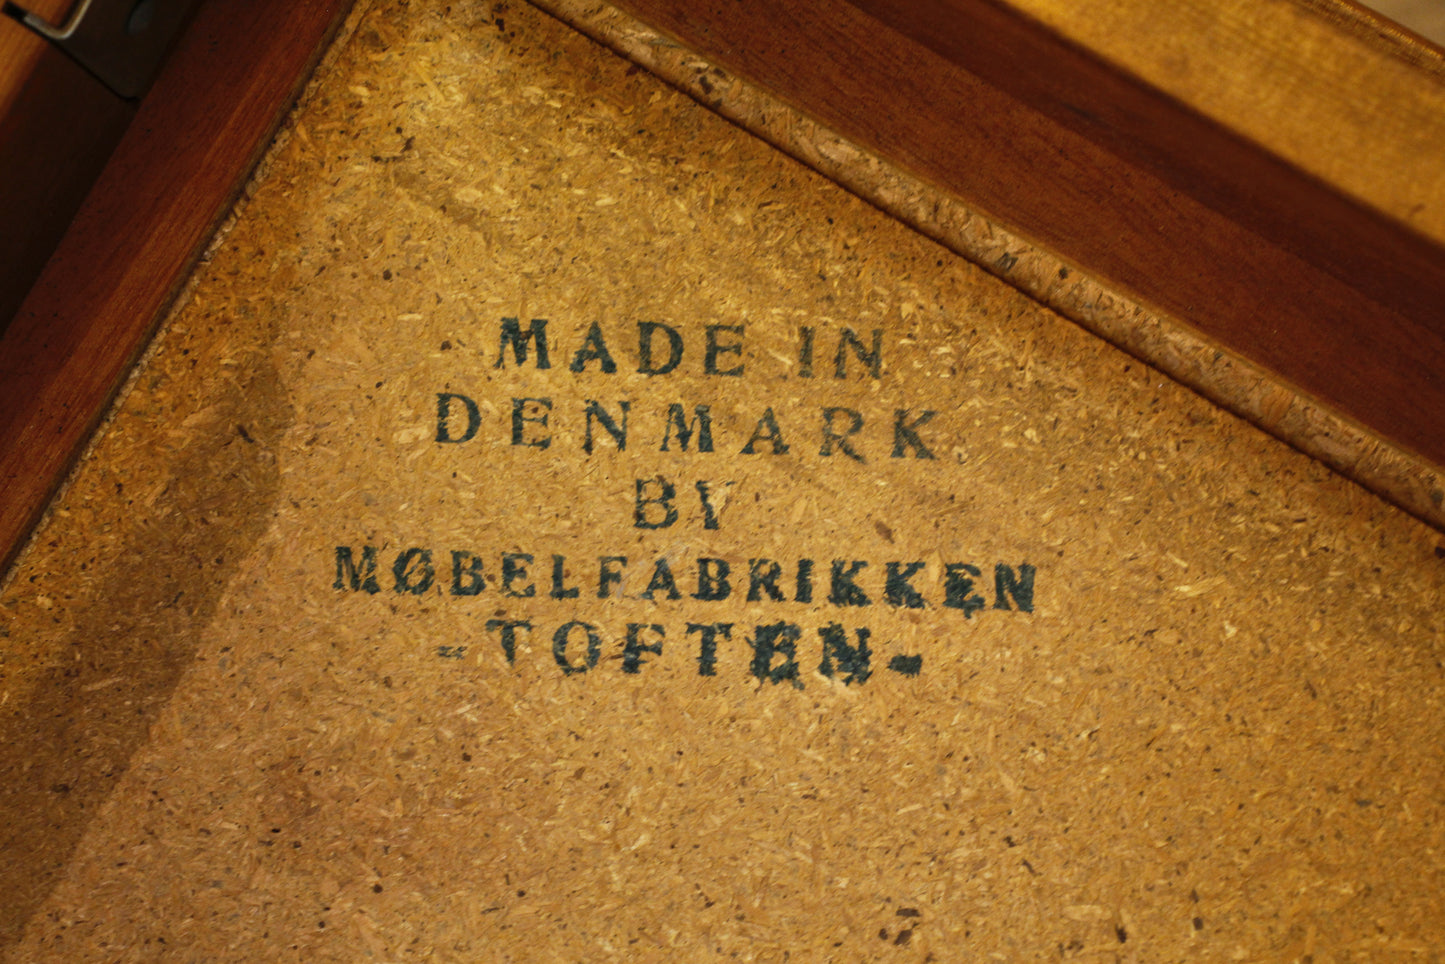 MADE IN
DENMARK
BY
MØBELFABRIKKEN
-TOFTEN-